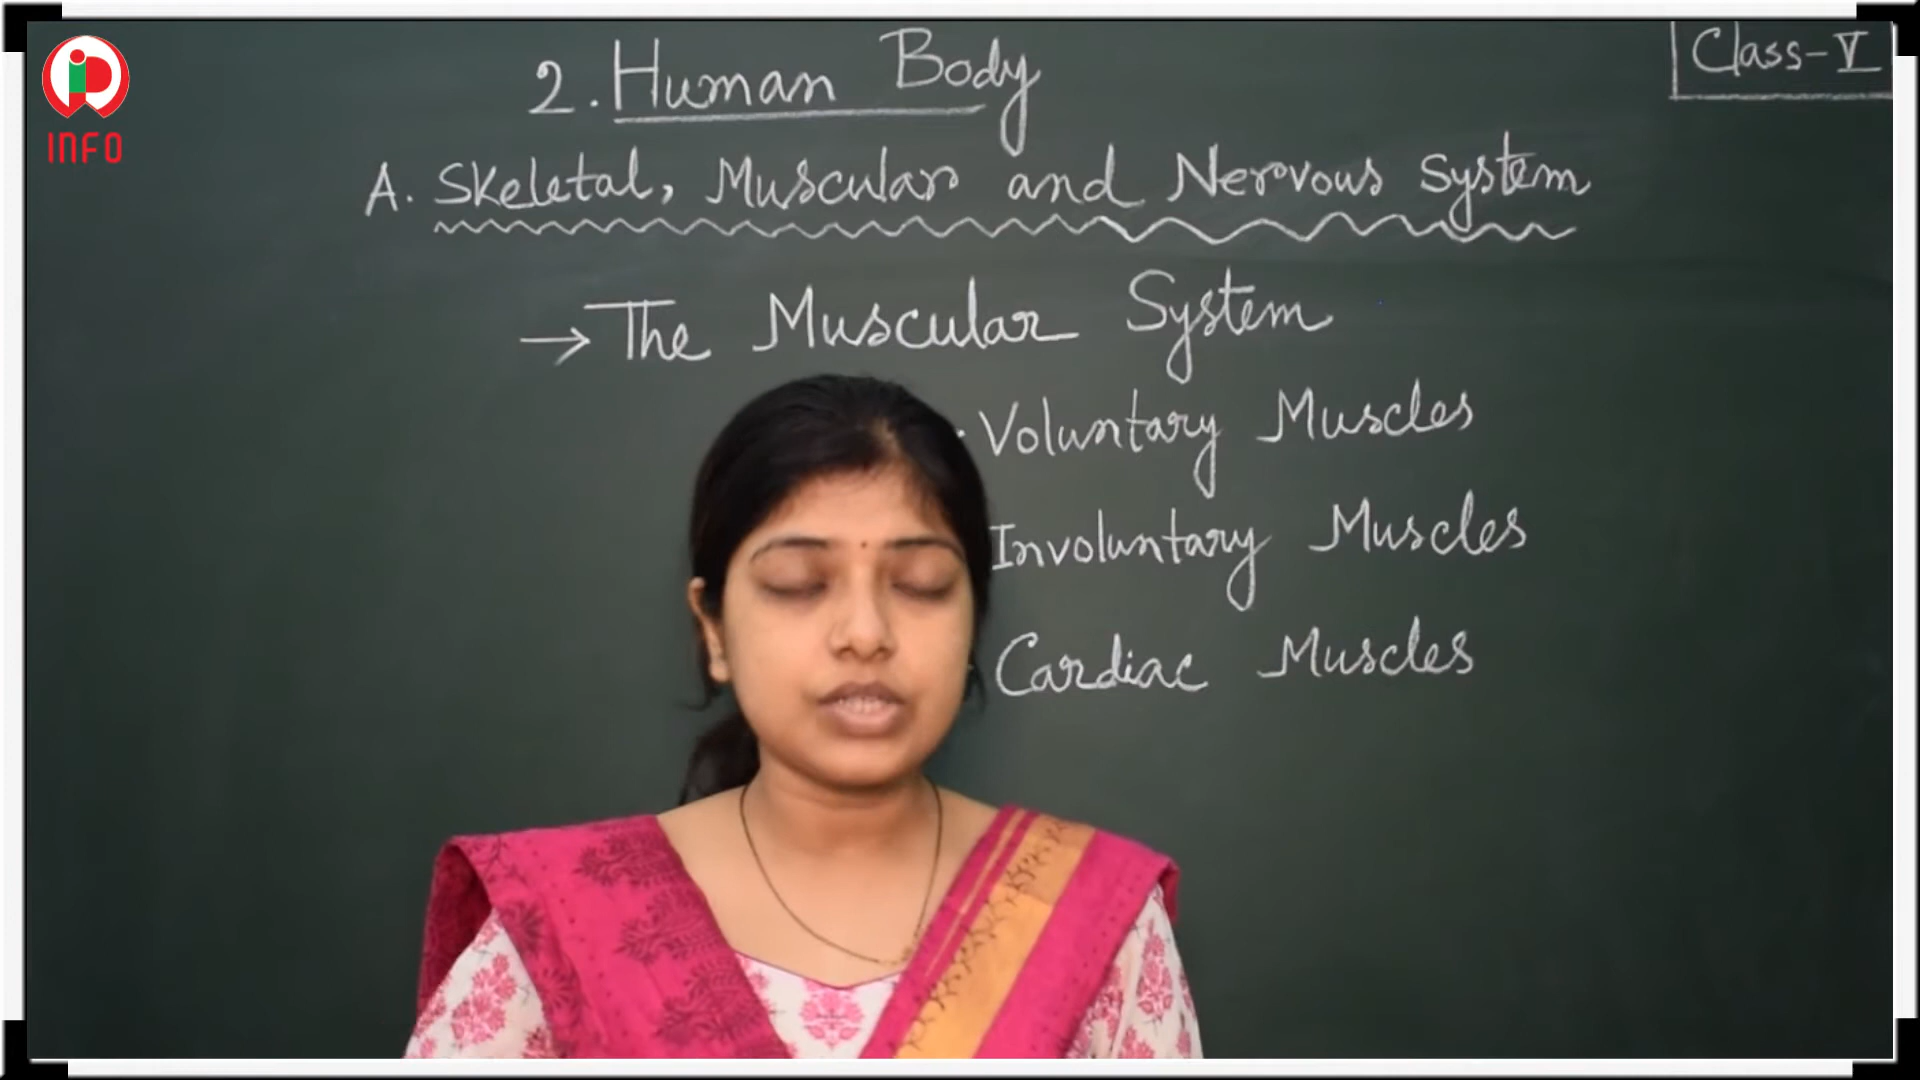 INFO
Class-V
2. Human Body
A. Skeletal, Muscular and Nervous System
→ The Muscular System
· Voluntary Muscles
Involuntary Muscles
Cardiac Muscles